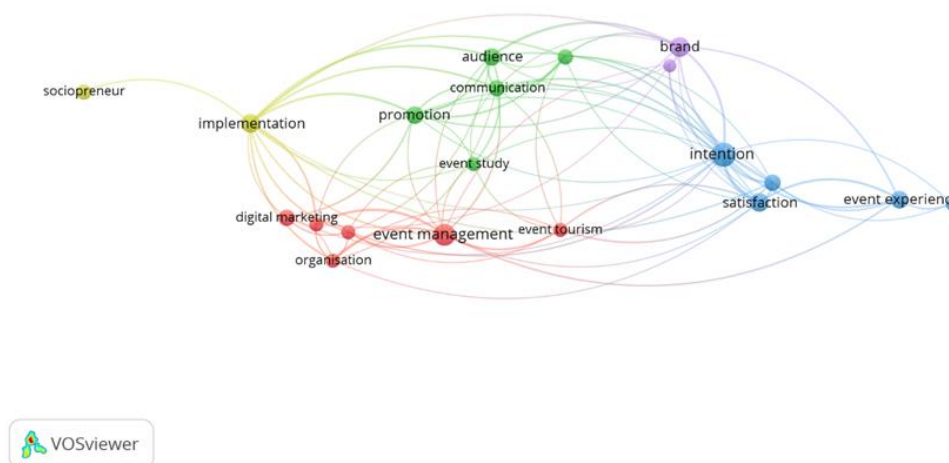 brand
audience
communication
sociopreneur
promotion
implementation
intention
event study
satisfaction
event experienc
digital marketing
event management
event tourism
organisation
VOSviewer